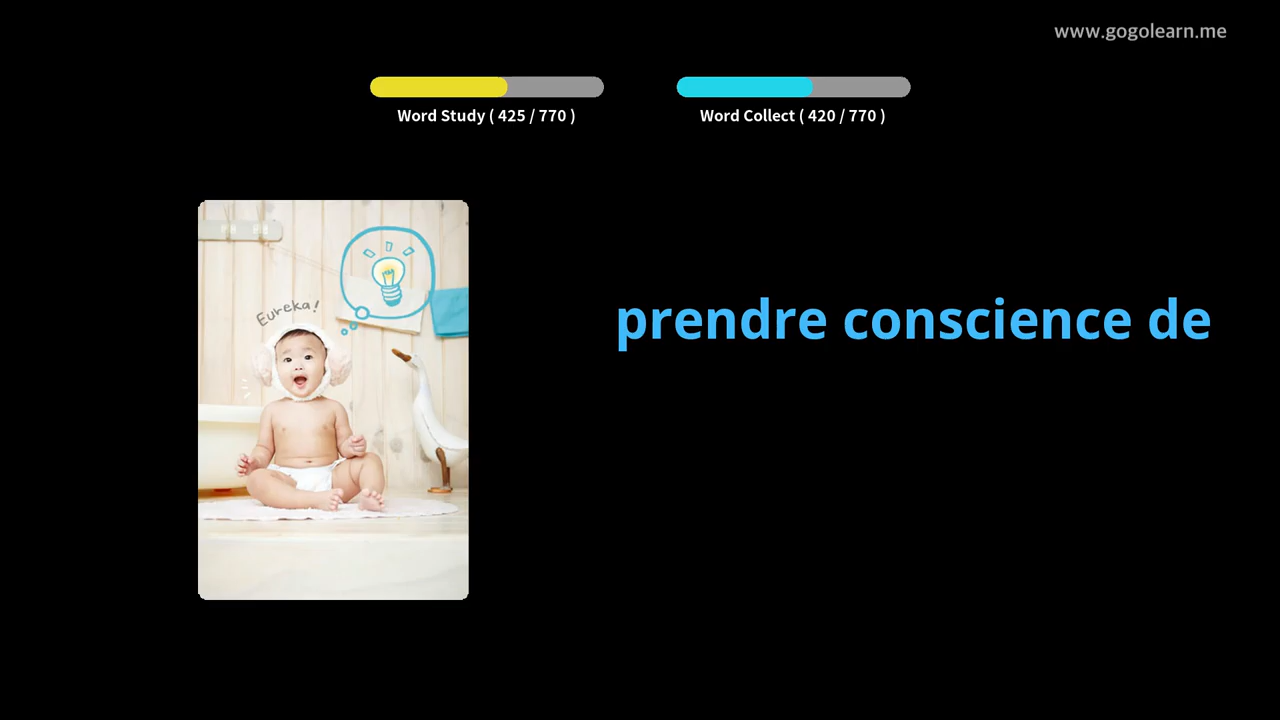 www.gogolearn.me
Word Study ( 425 / 770 )
Word Collect ( 420 / 770 )
Eureka!
prendre conscience de